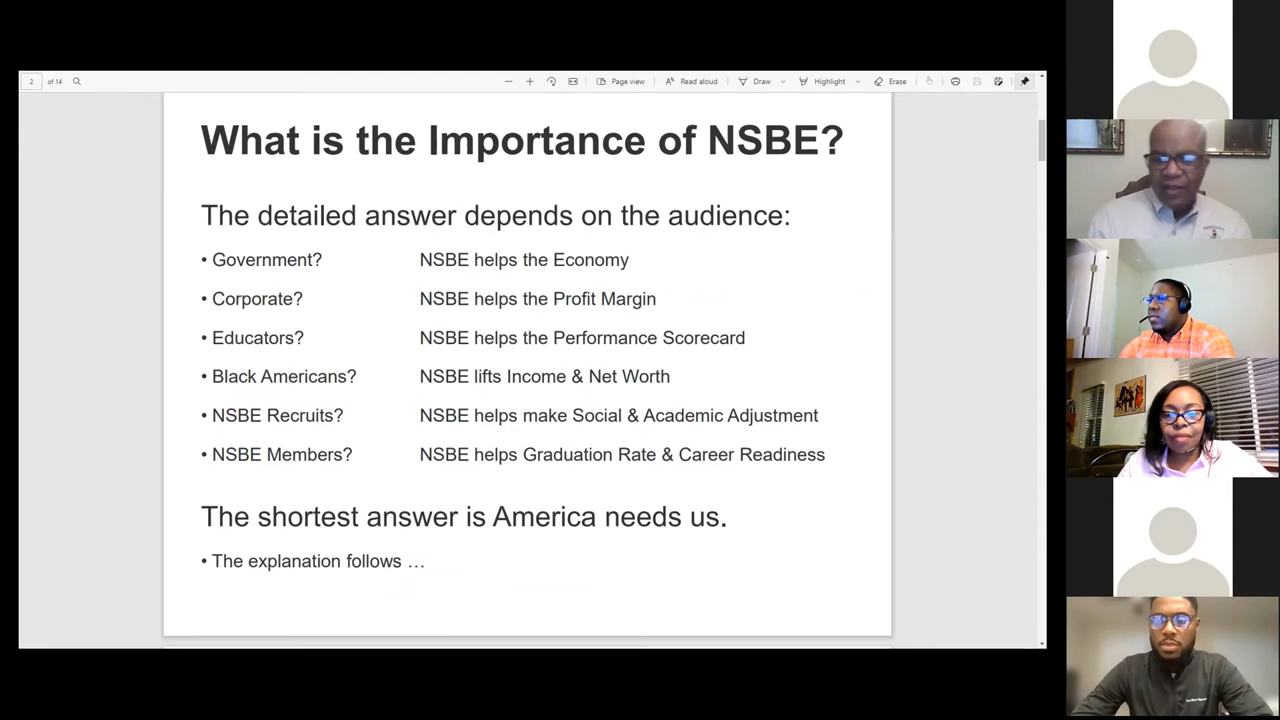 2 of 14 Page view Read aloud Draw Highlight Erase
What is the Importance of NSBE?
The detailed answer depends on the audience:
• Government? NSBE helps the Economy
• Corporate? NSBE helps the Profit Margin
• Educators? NSBE helps the Performance Scorecard
• Black Americans? NSBE lifts Income & Net Worth
• NSBE Recruits? NSBE helps make Social & Academic Adjustment
• NSBE Members? NSBE helps Graduation Rate & Career Readiness
The shortest answer is America needs us.
• The explanation follows …